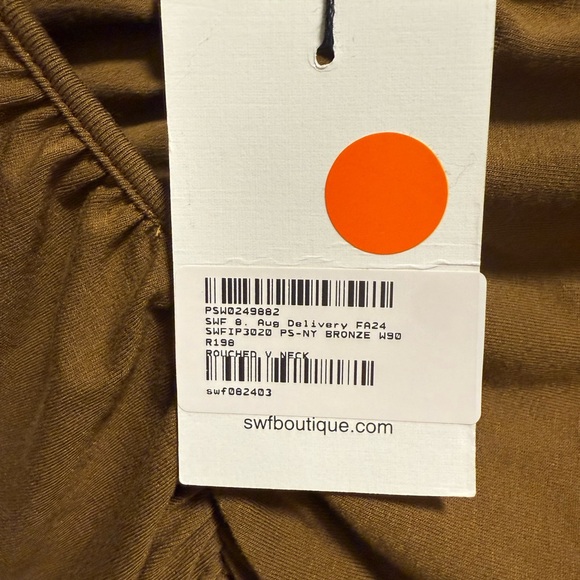 PSW0249882
SWF 8. Aug Delivery FA24
SWFIP3020 PS-NY BRONZE W90
R198
ROUCHED V NECK
swf082403
swfboutique.com